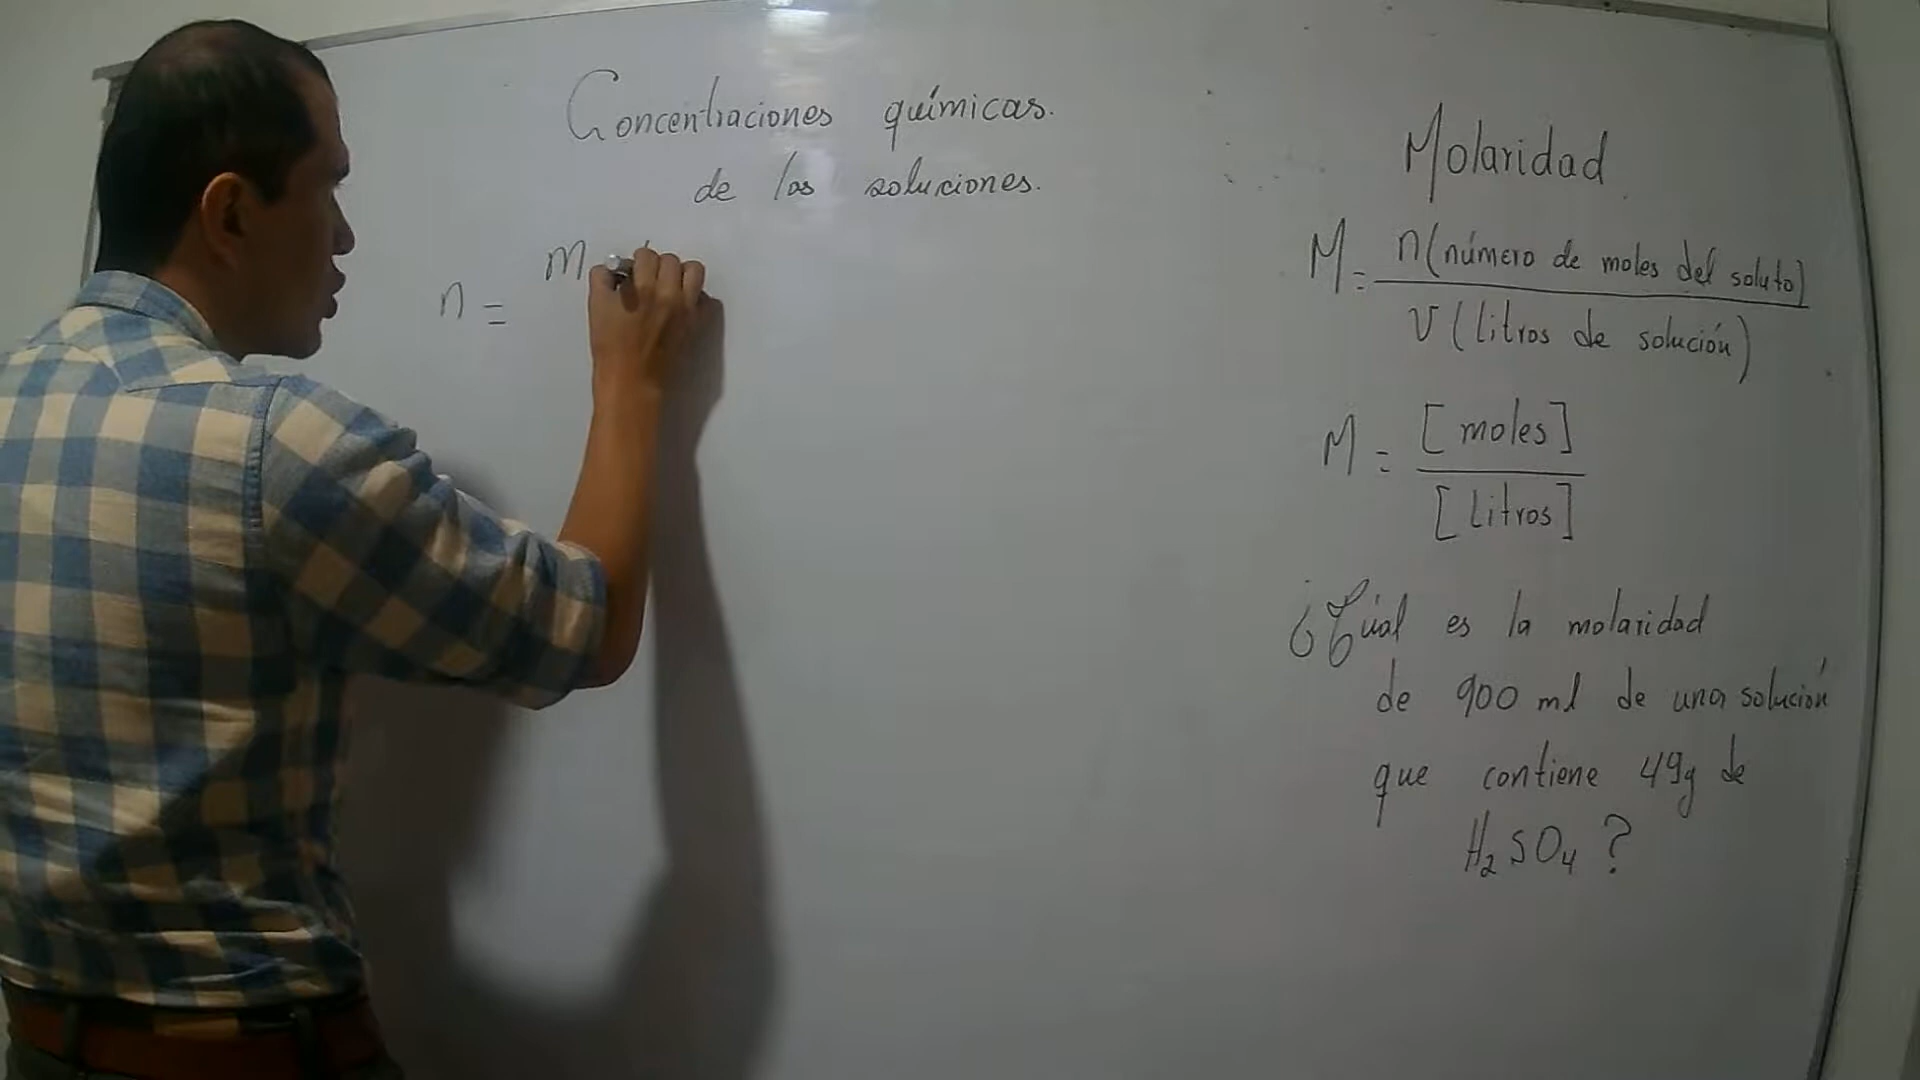 Concentraciones químicas.
de las soluciones.
n = m
Molaridad
M = n (número de moles del soluto)
V (litros de solución)
M = [moles]
[Litros]
¿Cúal es la molaridad
de 900 ml de una solución
que contiene 49g de
H₂SO₄ ?